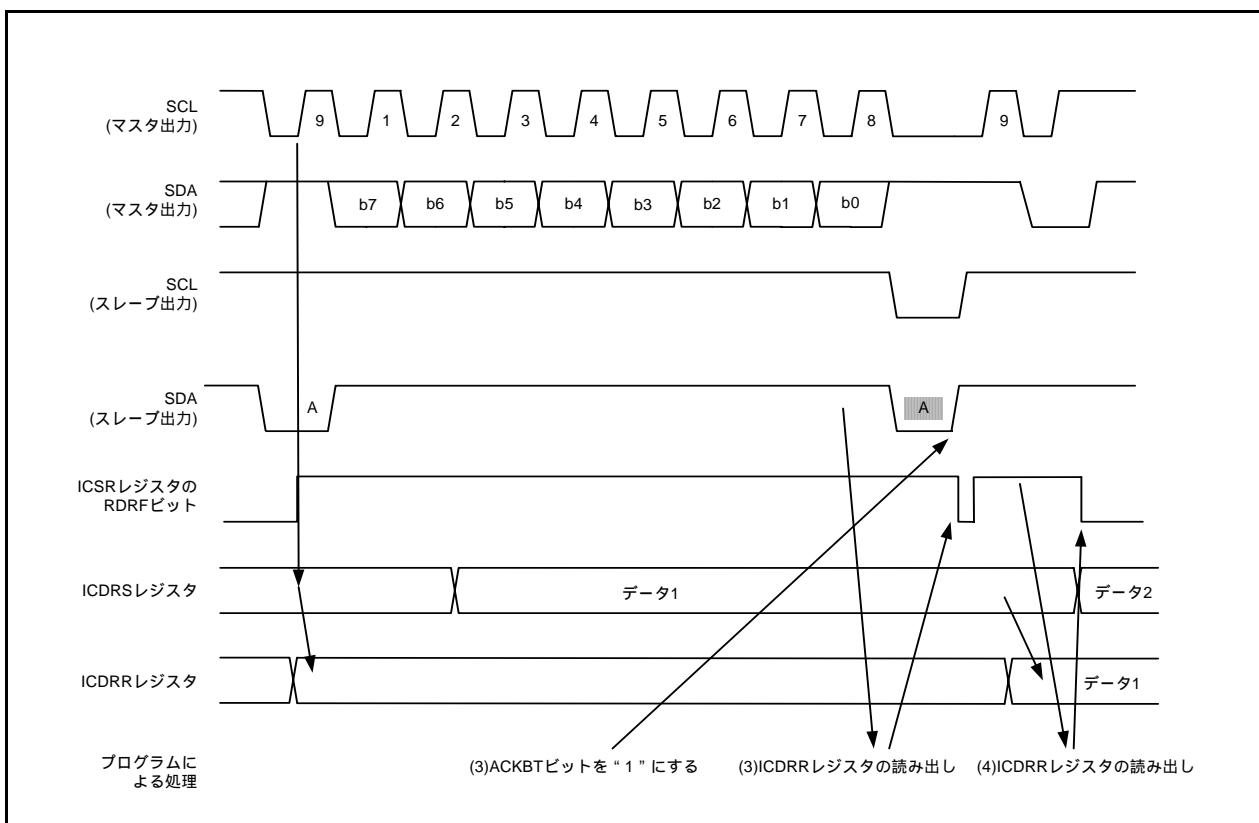 SCL
(マスタ出力)
9 1 2 3 4 5 6 7 8 9
SDA
(マスタ出力)
b7 b6 b5 b4 b3 b2 b1 b0
SCL
(スレーブ出力)
SDA
(スレーブ出力)
A A
ICSRレジスタの
RDRFビット
ICDRSレジスタ
データ1 データ2
ICDRRレジスタ
データ1
プログラムに
よる処理
(3)ACKBTビットを“1”にする (3)ICDRRレジスタの読み出し (4)ICDRRレジスタの読み出し